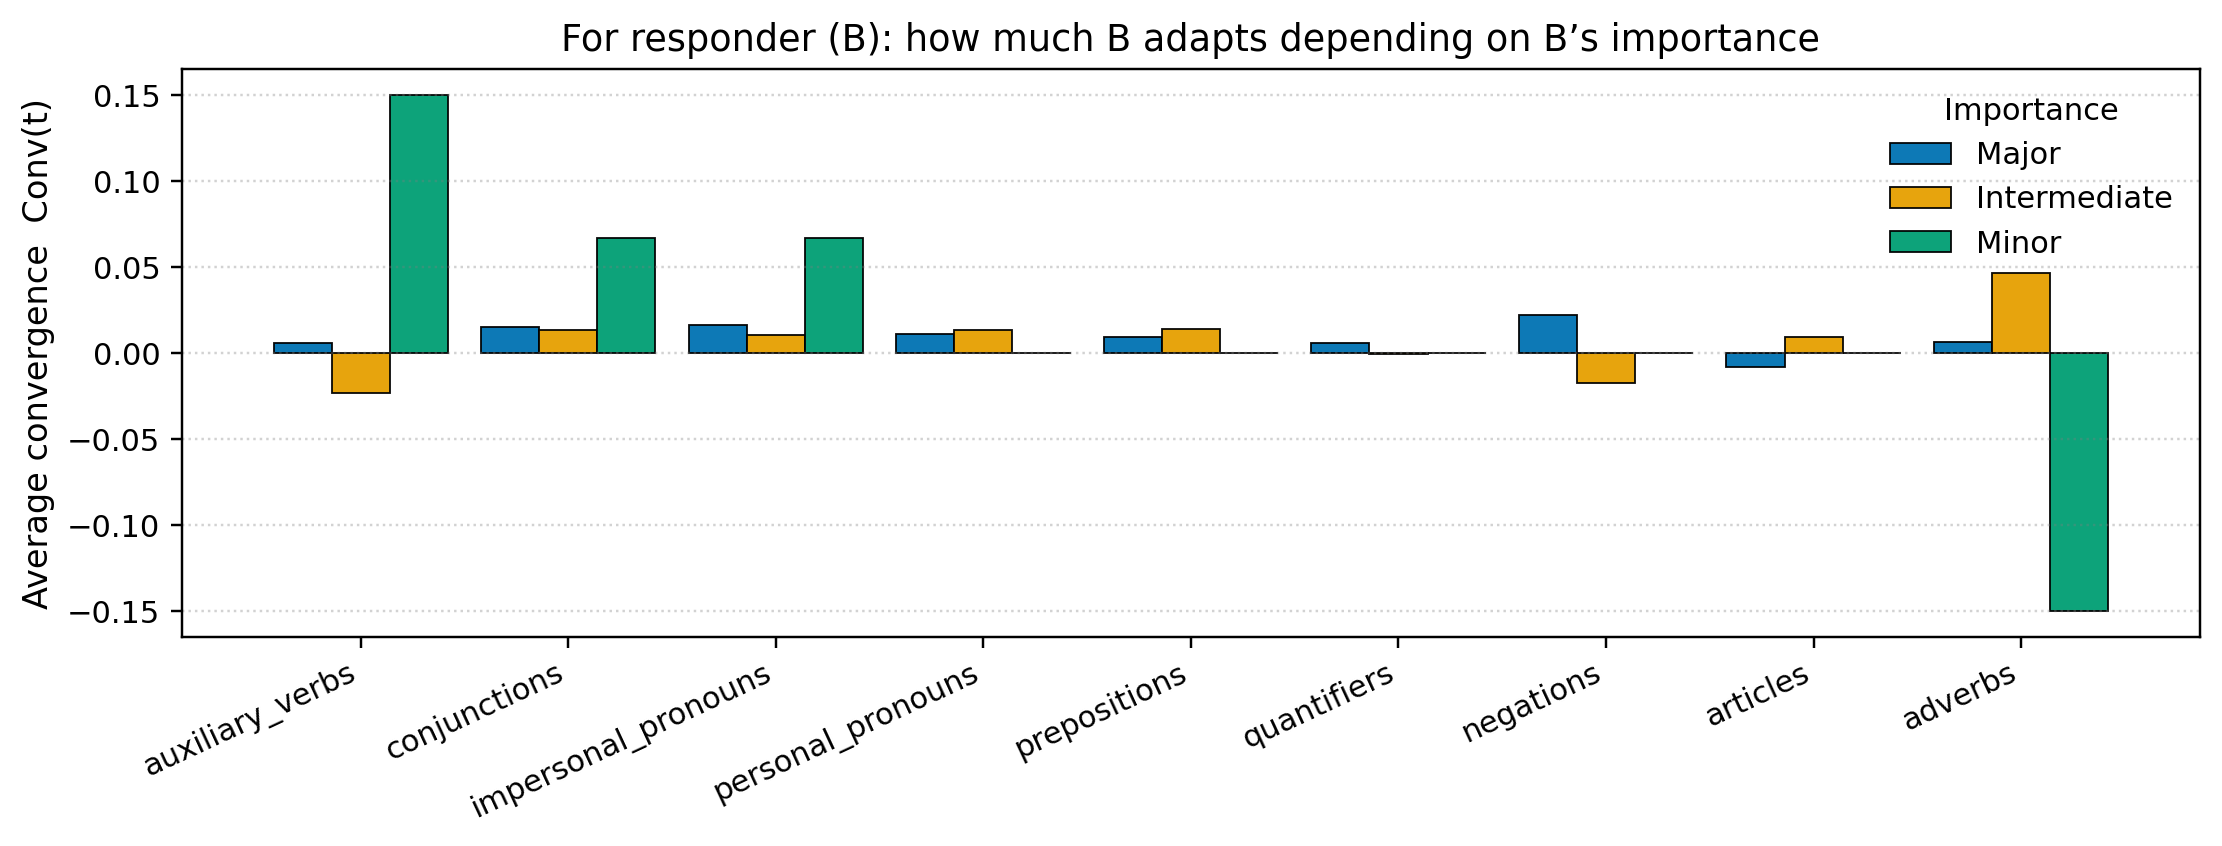 For responder (B): how much B adapts depending on B’s importance
Average convergence  Conv(t)
0.15
0.10
0.05
0.00
−0.05
−0.10
−0.15
Importance
Major
Intermediate
Minor
auxiliary_verbs
conjunctions
impersonal_pronouns
personal_pronouns
prepositions
quantifiers
negations
articles
adverbs